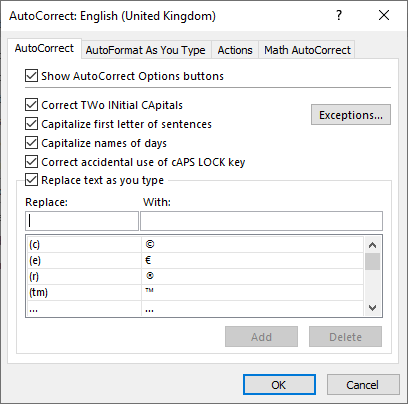 AutoCorrect: English (United Kingdom)
? ×
AutoCorrect AutoFormat As You Type Actions Math AutoCorrect
Show AutoCorrect Options buttons
Correct TWo INitial CApitals
Exceptions...
Capitalize first letter of sentences
Capitalize names of days
Correct accidental use of cAPS LOCK key
Replace text as you type
Replace: With:
(c) ©
(e) €
(r) ®
(tm) ™
... ...
Add Delete
OK Cancel